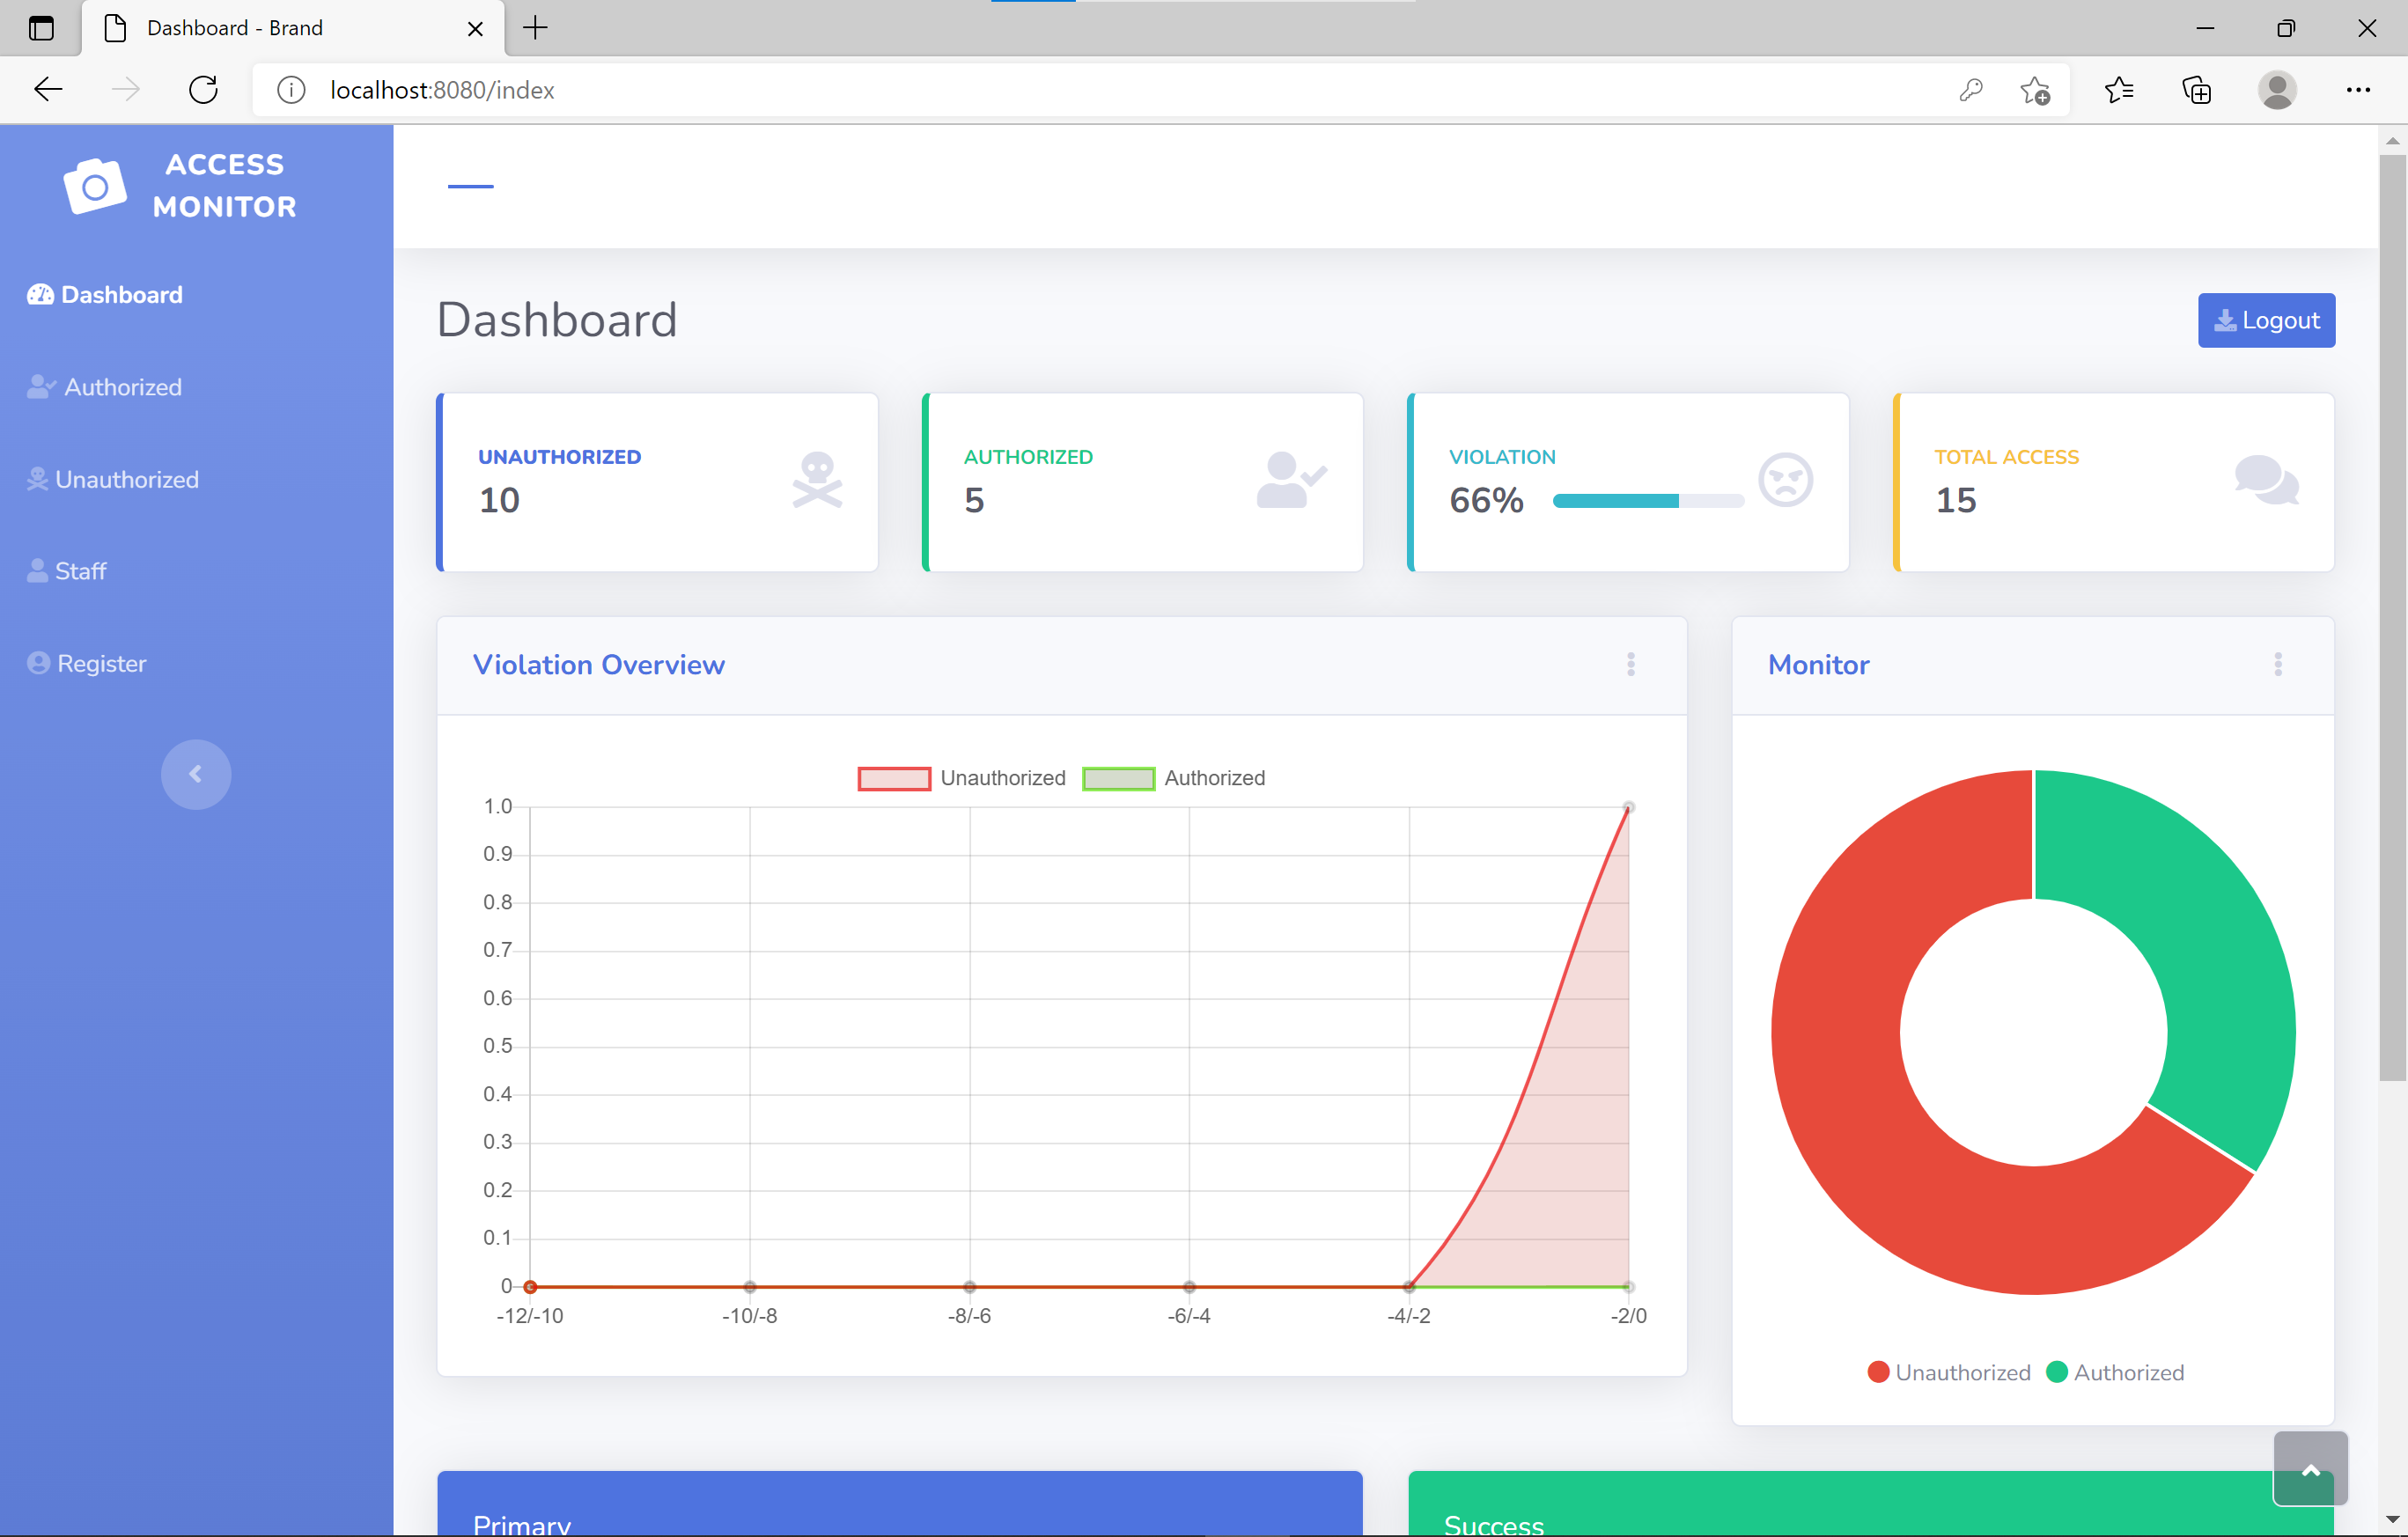 Dashboard - Brand
localhost:8080/index
ACCESS
MONITOR
Dashboard
Authorized
Unauthorized
Staff
Register
Dashboard
Logout
UNAUTHORIZED
10
AUTHORIZED
5
VIOLATION
66%
TOTAL ACCESS
15
Violation Overview
Unauthorized Authorized
1.0
0.9
0.8
0.7
0.6
0.5
0.4
0.3
0.2
0.1
0
-12/-10 -10/-8 -8/-6 -6/-4 -4/-2 -2/0
Monitor
Unauthorized Authorized
Primary
Success